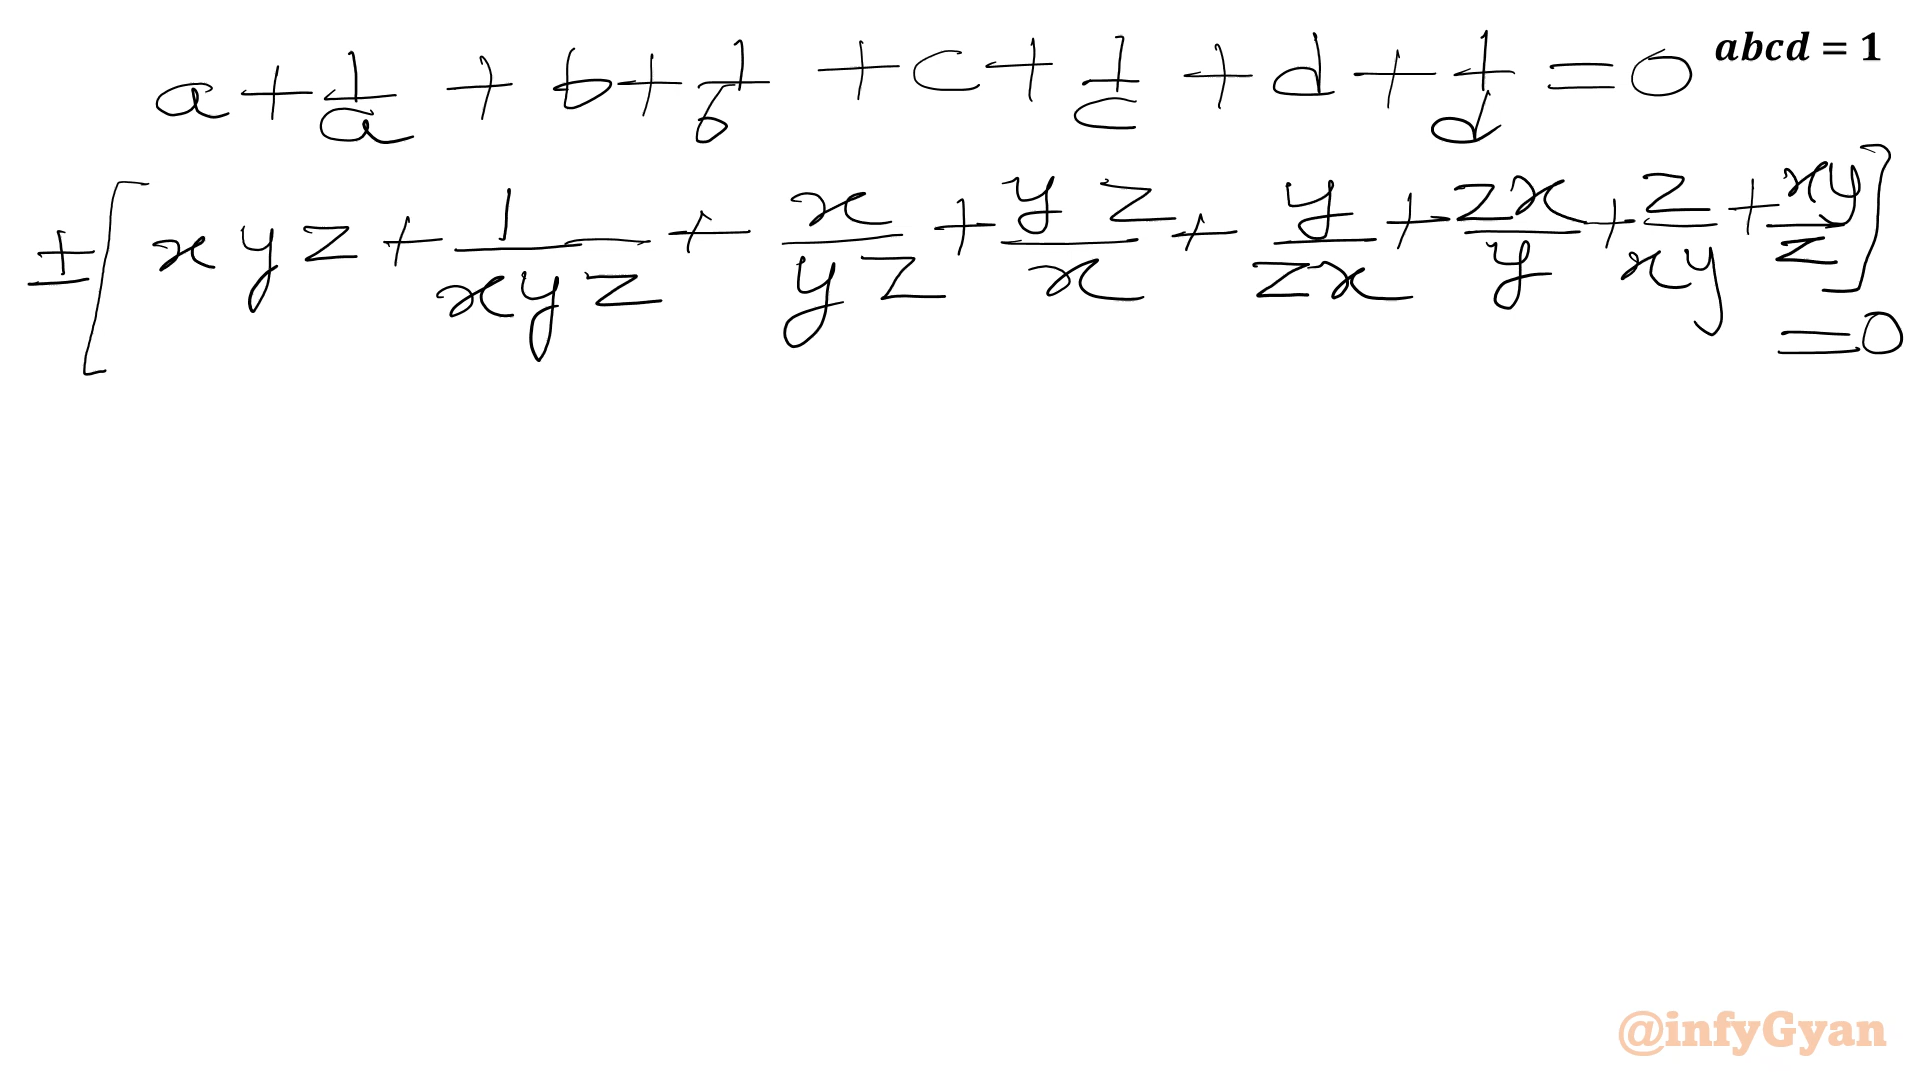 a + 1/a + b + 1/b + c + 1/c + d + 1/d = 0 abcd = 1
± [ xyz + 1/xyz + x/yz + yz/x + y/zx + zx/y + z/xy + xy/z ]
= 0
@infyGyan